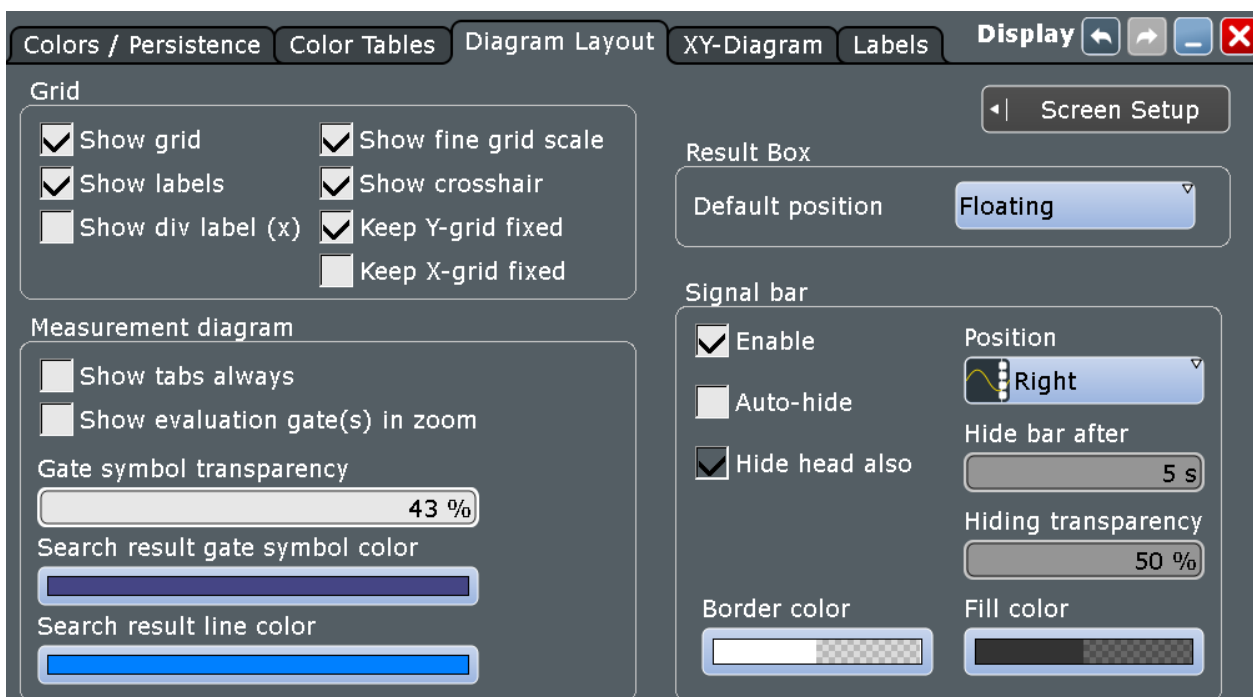 Colors / Persistence Color Tables Diagram Layout XY-Diagram Labels Display
Grid
Show grid
Show fine grid scale
Show labels
Show crosshair
Show div label (x)
Keep Y-grid fixed
Keep X-grid fixed
Measurement diagram
Show tabs always
Show evaluation gate(s) in zoom
Gate symbol transparency
43 %
Search result gate symbol color
Search result line color
Screen Setup
Result Box
Default position
Floating
Signal bar
Enable
Position
Right
Auto-hide
Hide bar after
5 s
Hide head also
Hiding transparency
50 %
Border color
Fill color